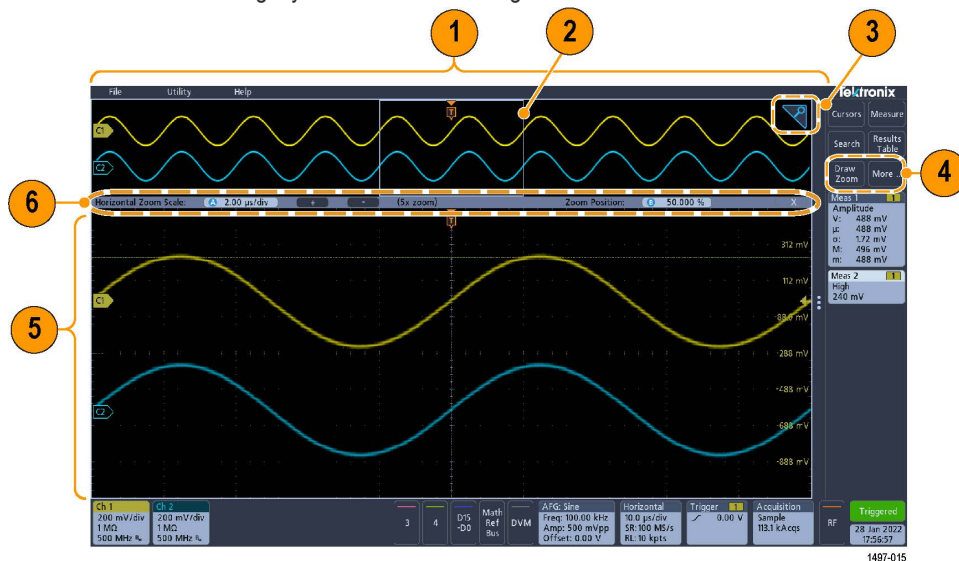 1
2
3
File Utility Help
Tektronix
T
C1
C2
Cursors Measure
Search Results Table
Draw Zoom More ...
4
6
Horizontal Zoom Scale: A 2.00 µs/div + - (5x zoom) Zoom Position: B 50.000 % X
T
Meas 1 1
Amplitude
V: 488 mV
µ: 488 mV
σ: 1.72 mV
M: 496 mV
m: 488 mV
Meas 2 1
High
240 mV
5
C1
C2
312 mV
112 mV
-88.0 mV
-288 mV
-488 mV
-688 mV
-888 mV
Ch 1
200 mV/div
1 MΩ
500 MHz
Ch 2
200 mV/div
1 MΩ
500 MHz
3
4
D15
-D0
Math
Ref
Bus
DVM
AFG: Sine
Freq: 100.00 kHz
Amp: 500 mVpp
Offset: 0.00 V
Horizontal
10.0 µs/div
SR: 100 MS/s
RL: 10 kpts
Trigger 1
0.00 V
Acquisition
Sample
113.1 kAcqs
RF
Triggered
28 Jan 2022
17:56:57
1497-015